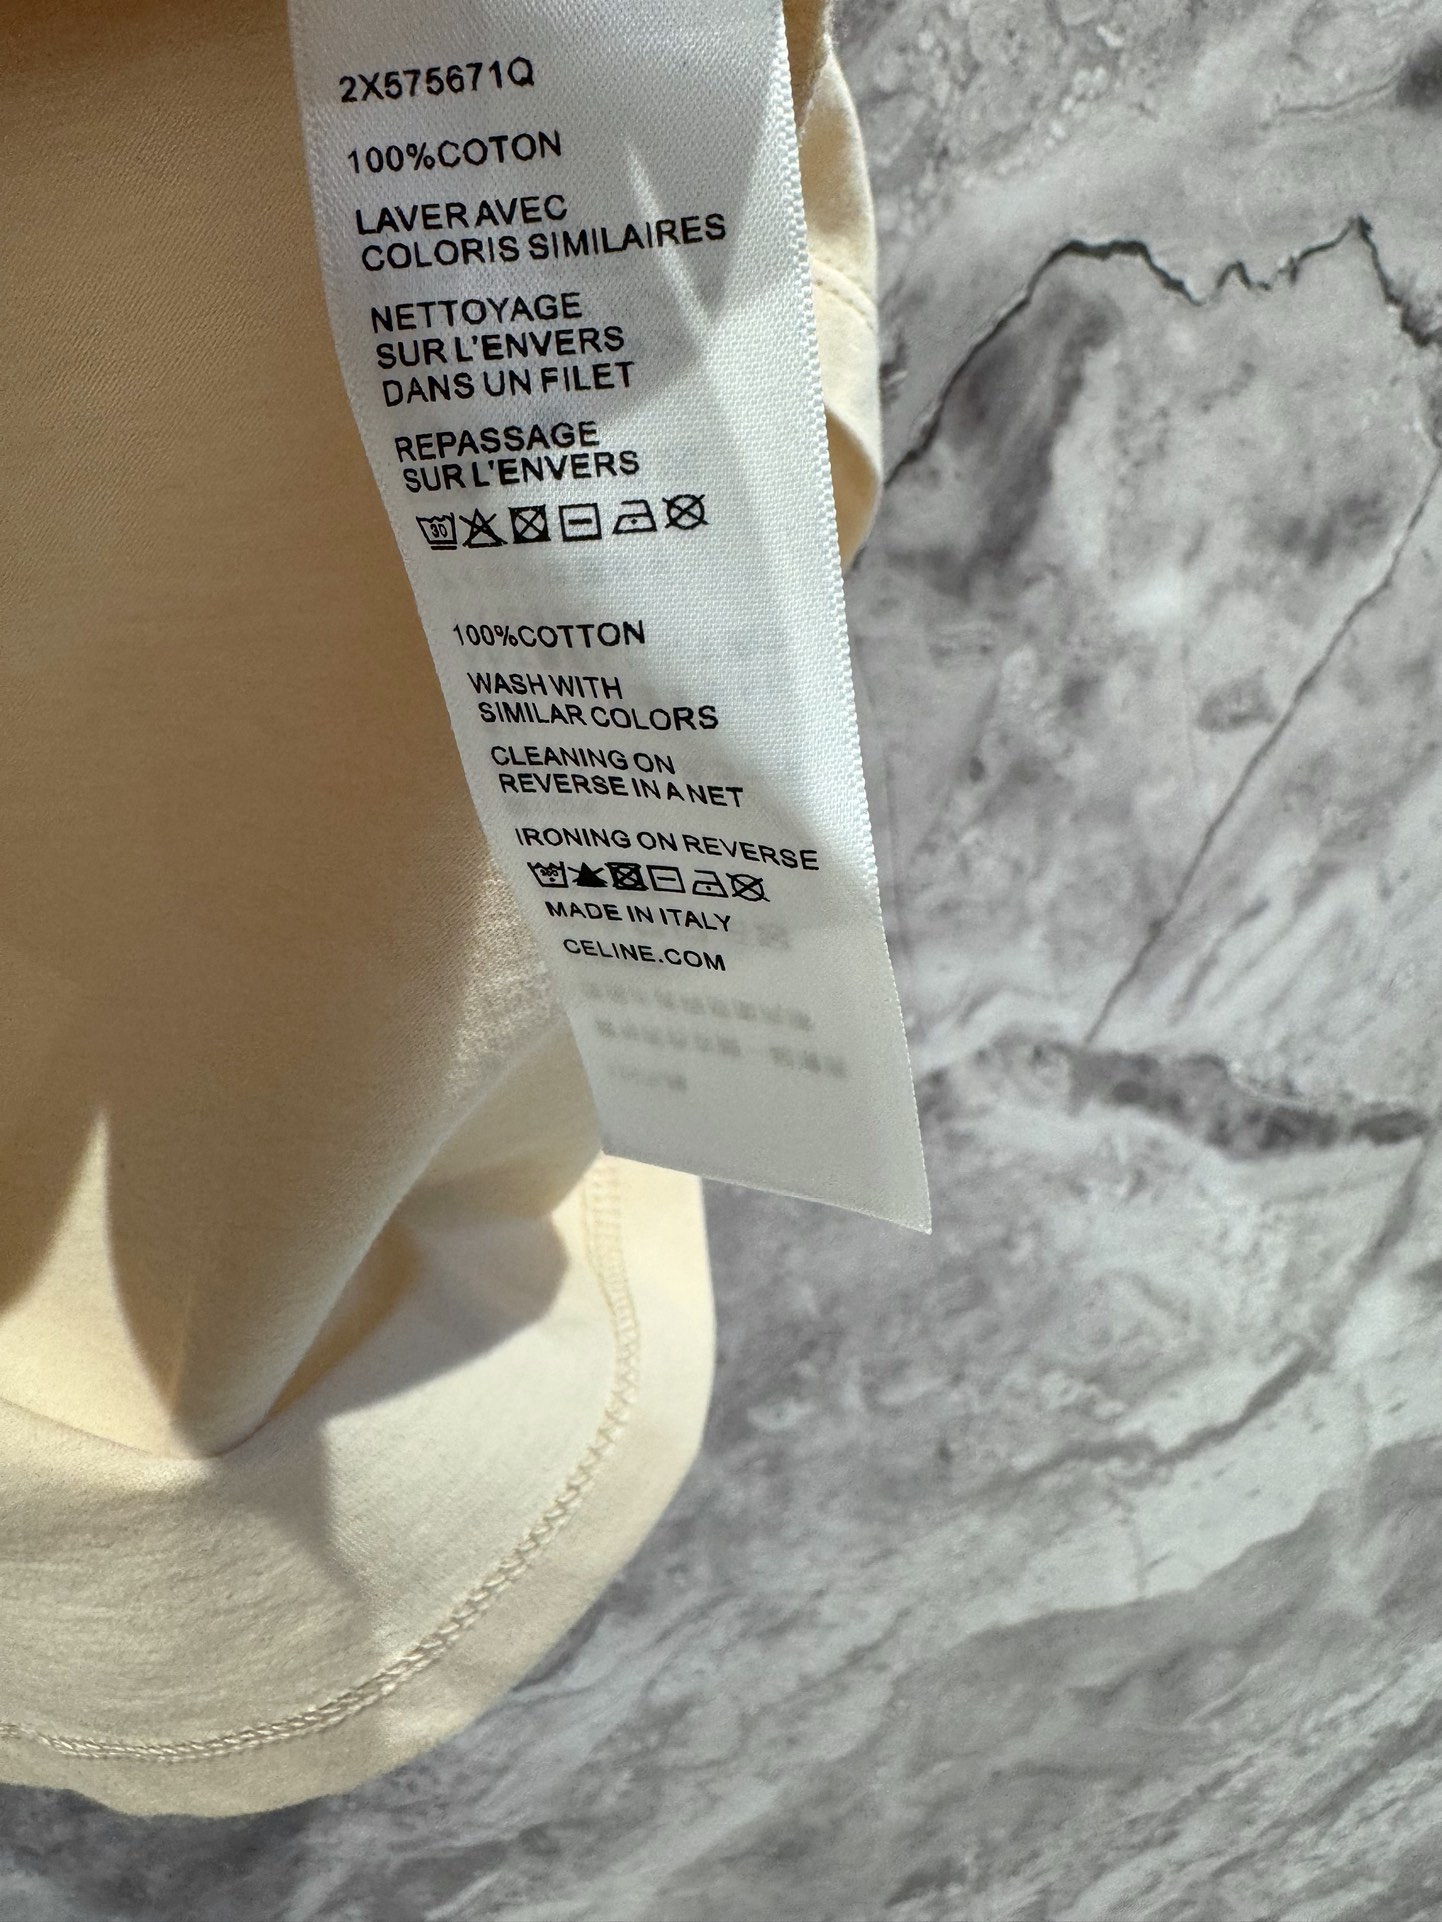 2X575671Q
100%COTON
LAVER AVEC
COLORIS SIMILAIRES
NETTOYAGE
SUR L'ENVERS
DANS UN FILET
REPASSAGE
SUR L'ENVERS
30
100%COTTON
WASH WITH
SIMILAR COLORS
CLEANING ON
REVERSE IN A NET
IRONING ON REVERSE
MADE IN ITALY
CELINE.COM